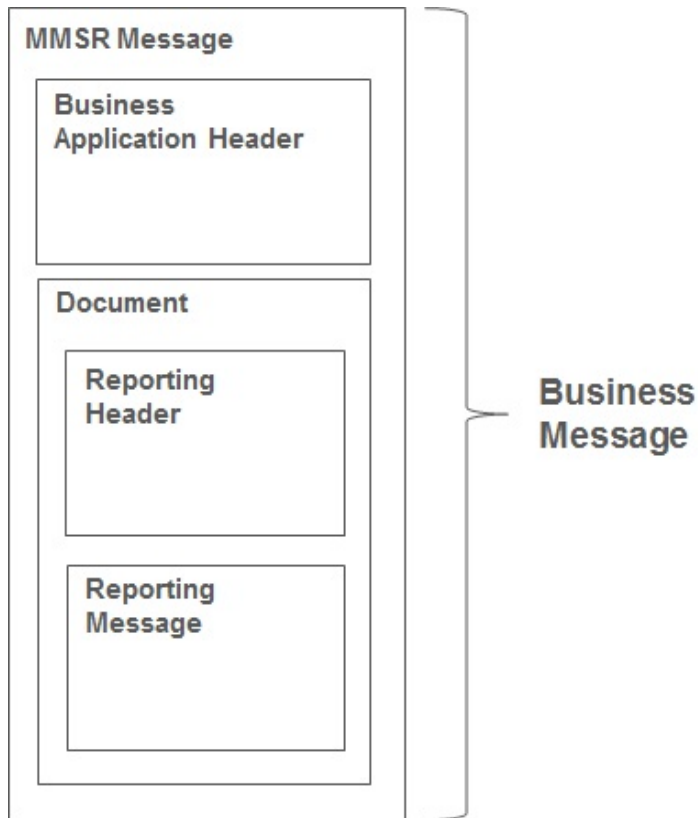 MMSR Message
Business
Application Header
Document
Reporting
Header
Reporting
Message
Business
Message